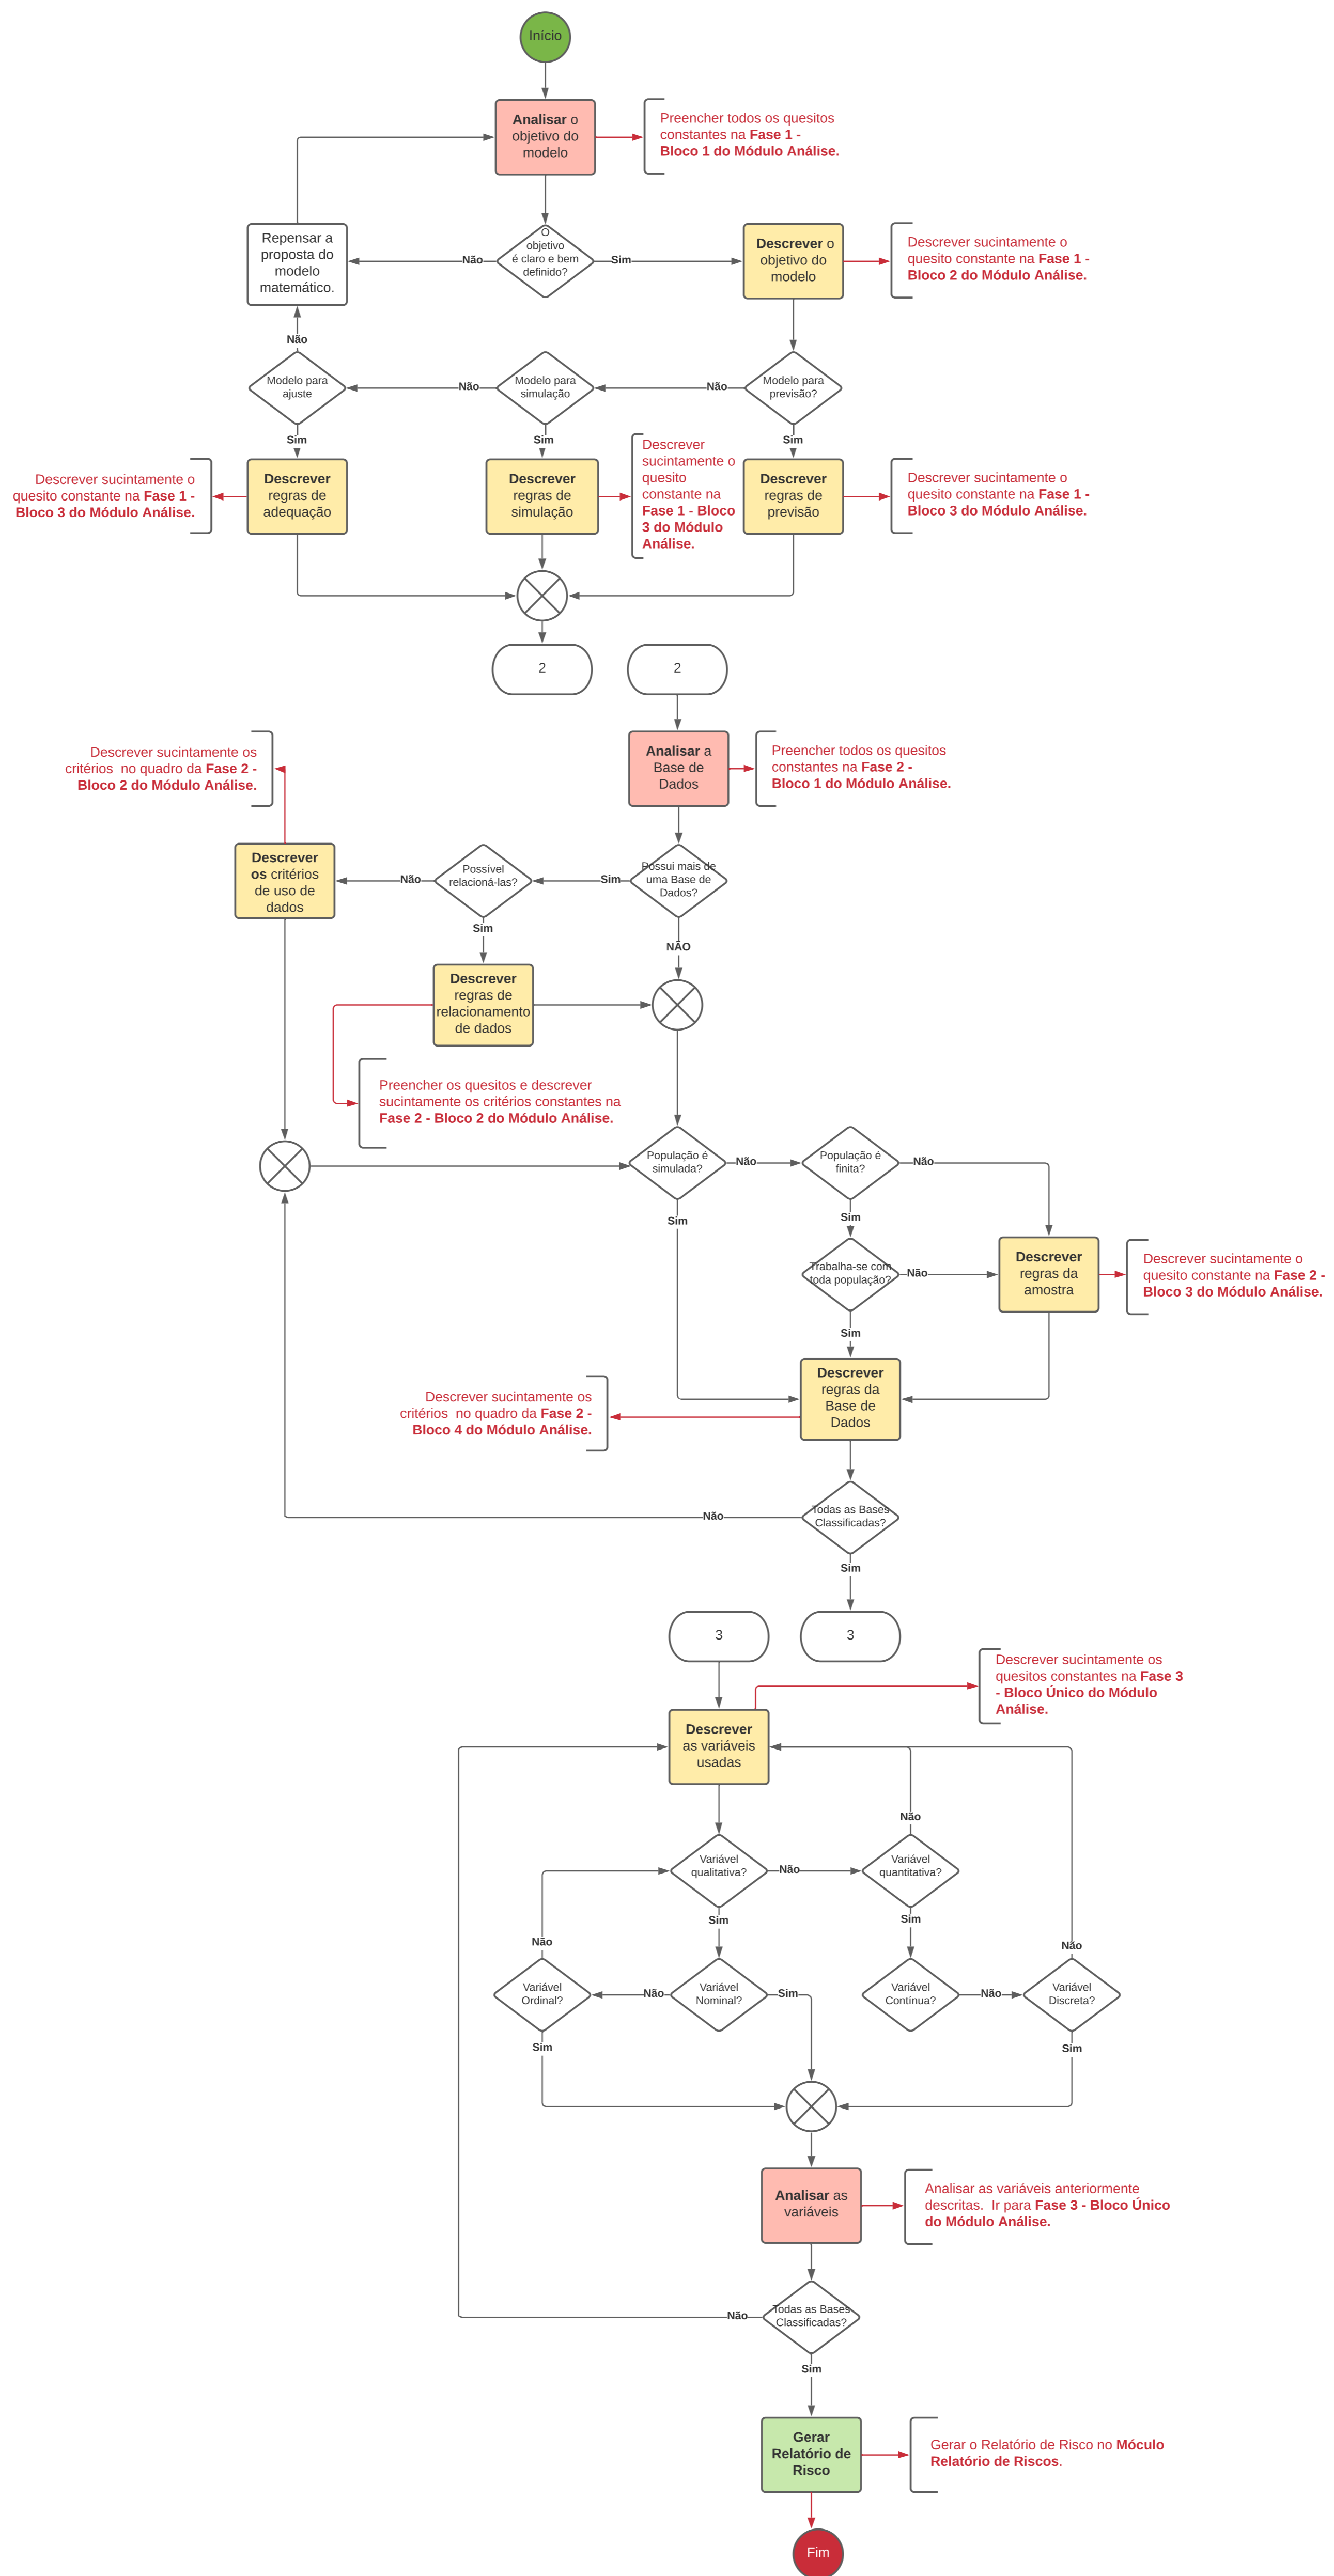 Início
Analisar o
objetivo do
modelo
Preencher todos os quesitos
constantes na Fase 1 -
Bloco 1 do Módulo Análise.
Repensar a
proposta do
modelo
matemático.
Não
O
objetivo
é claro e bem
definido?
Sim
Descrever o
objetivo do
modelo
Descrever sucintamente o
quesito constante na Fase 1 -
Bloco 2 do Módulo Análise.
Não
Modelo para
ajuste
Não
Modelo para
simulação
Não
Modelo para
previsão?
Sim
Sim
Sim
Descrever sucintamente o
quesito constante na Fase 1 -
Bloco 3 do Módulo Análise.
Descrever
regras de
adequação
Descrever
regras de
simulação
Descrever
sucintamente o
quesito
constante na
Fase 1 - Bloco
3 do Módulo
Análise.
Descrever
regras de
previsão
Descrever sucintamente o
quesito constante na Fase 1 -
Bloco 3 do Módulo Análise.
2
2
Descrever sucintamente os
critérios  no quadro da Fase 2 -
Bloco 2 do Módulo Análise.
Analisar a
Base de
Dados
Preencher todos os quesitos
constantes na Fase 2 -
Bloco 1 do Módulo Análise.
Descrever
os critérios
de uso de
dados
Não
Possível
relacioná-las?
Sim
Possui mais de
uma Base de
Dados?
Sim
NÃO
Descrever
regras de
relacionamento
de dados
Preencher os quesitos e descrever
sucintamente os critérios constantes na
Fase 2 - Bloco 2 do Módulo Análise.
População é
simulada?
Não
População é
finita?
Não
Sim
Sim
Trabalha-se com
toda população?
Não
Descrever
regras da
amostra
Descrever sucintamente o
quesito constante na Fase 2 -
Bloco 3 do Módulo Análise.
Sim
Descrever sucintamente os
critérios  no quadro da Fase 2 -
Bloco 4 do Módulo Análise.
Descrever
regras da
Base de
Dados
Não
Todas as Bases
Classificadas?
Sim
3
3
Descrever sucintamente os
quesitos constantes na Fase 3
- Bloco Único do Módulo
Análise.
Descrever
as variáveis
usadas
Não
Variável
qualitativa?
Não
Variável
quantitativa?
Sim
Sim
Não
Não
Variável
Ordinal?
Não
Variável
Nominal?
Sim
Variável
Contínua?
Não
Variável
Discreta?
Sim
Sim
Analisar as
variáveis
Analisar as variáveis anteriormente
descritas.  Ir para Fase 3 - Bloco Único
do Módulo Análise.
Não
Todas as Bases
Classificadas?
Sim
Gerar
Relatório de
Risco
Gerar o Relatório de Risco no Móculo
Relatório de Riscos.
Fim